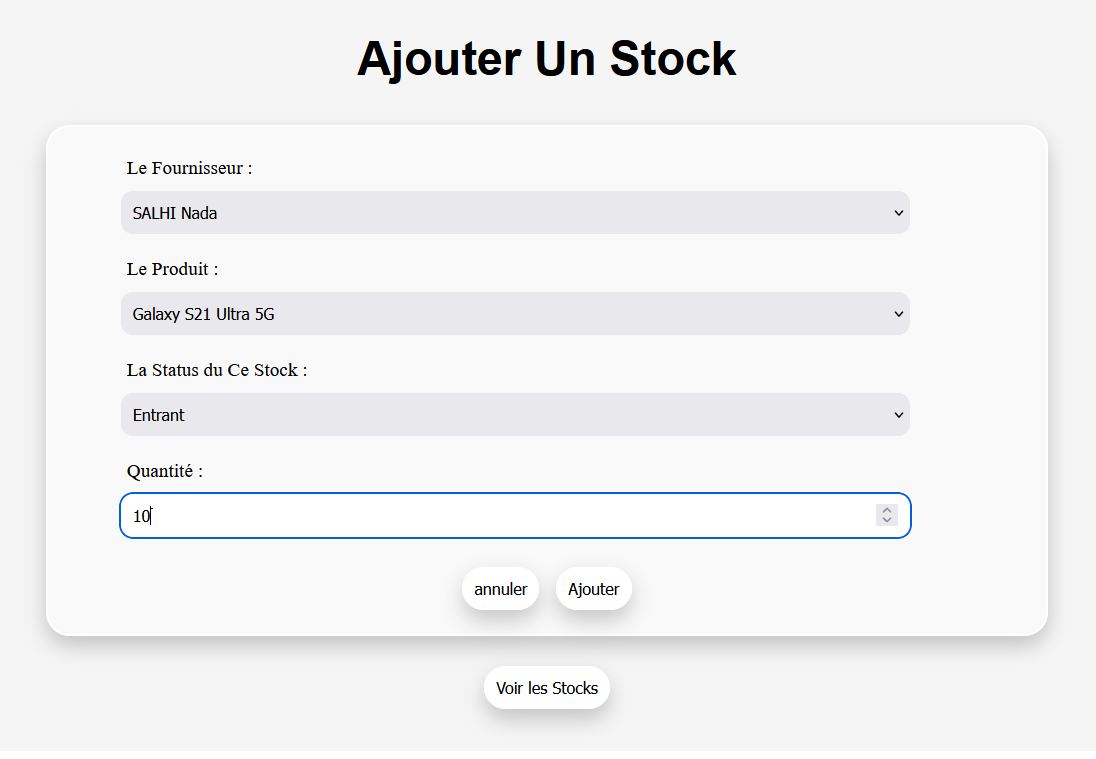 Ajouter Un Stock
Le Fournisseur :
SALHI Nada
Le Produit :
Galaxy S21 Ultra 5G
La Status du Ce Stock :
Entrant
Quantité :
10
annuler Ajouter
Voir les Stocks